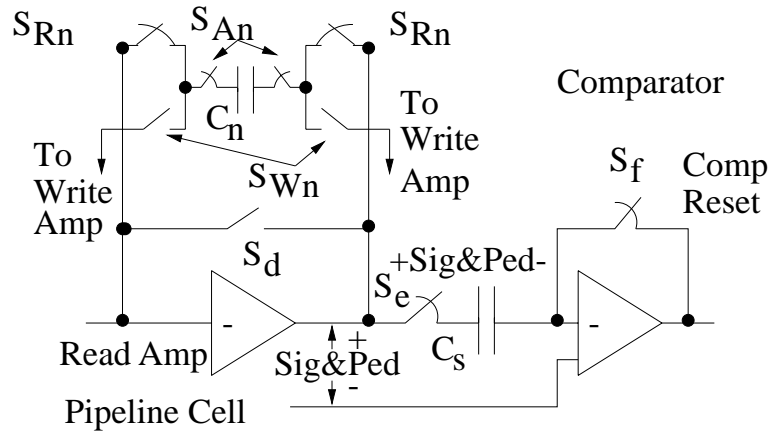 S_Rn
S_An
S_Rn
Comparator
C_n
To
Write
Amp
To
Write
Amp
S_Wn
S_f
Comp
Reset
S_d
+Sig&Ped-
S_e
-
-
+
Read Amp
Sig&Ped
C_s
-
Pipeline Cell